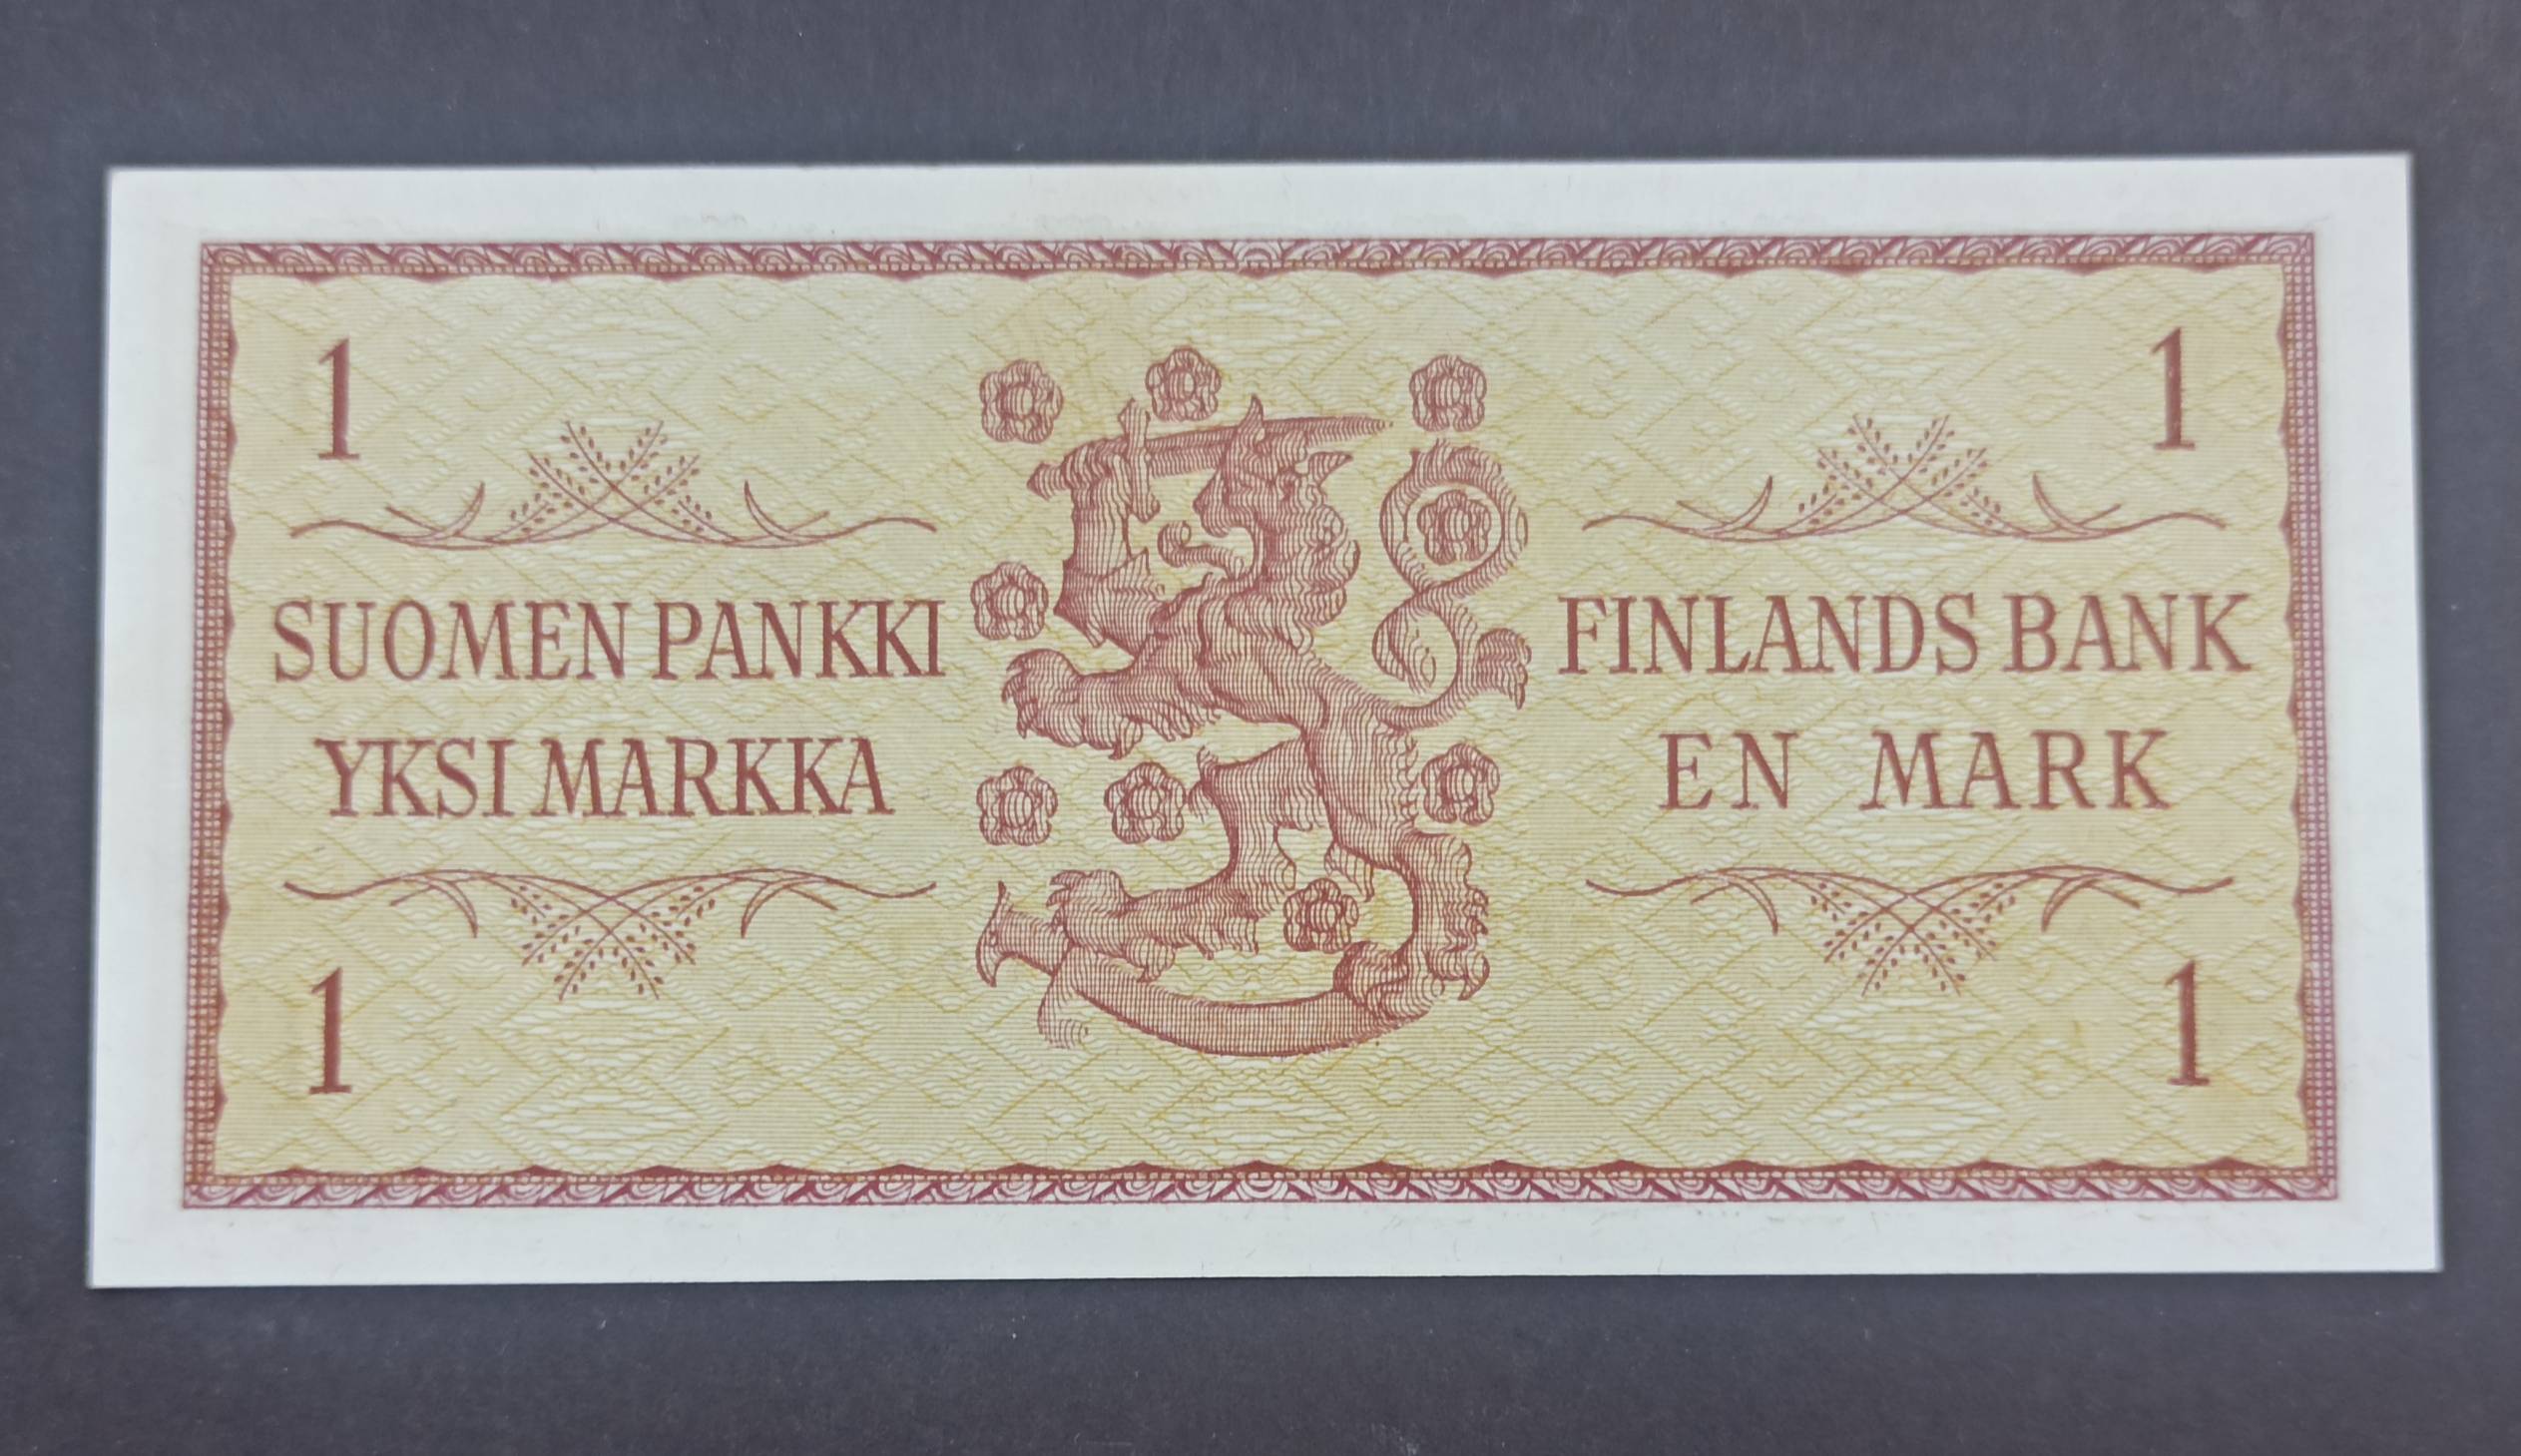 1
1
SUOMEN PANKKI
YKSI MARKKA
FINLANDS BANK
EN MARK
1
1